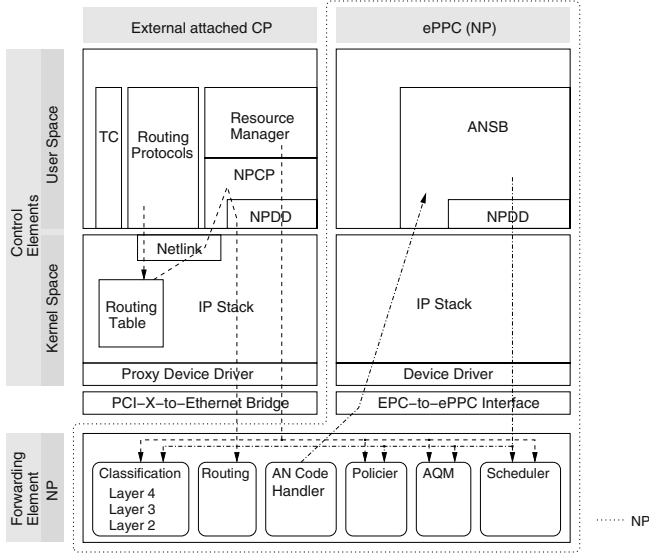 External attached CP
ePPC (NP)
Control
Elements
User Space
Kernel Space
TC
Routing
Protocols
Resource
Manager
NPCP
NPDD
ANSB
NPDD
Netlink
Routing
Table
IP Stack
IP Stack
Proxy Device Driver
Device Driver
PCI−X−to−Ethernet Bridge
EPC−to−ePPC Interface
Forwarding
Element
NP
Classification
Layer 4
Layer 3
Layer 2
Routing
AN Code
Handler
Policier
AQM
Scheduler
NP